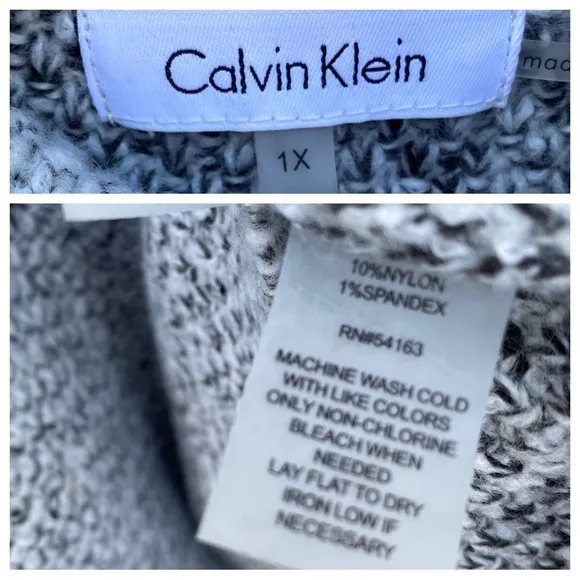 Calvin Klein
mad
1X
10%NYLON
1%SPANDEX
RN#54163
MACHINE WASH COLD
WITH LIKE COLORS
ONLY NON-CHLORINE
BLEACH WHEN
NEEDED
LAY FLAT TO DRY
IRON LOW IF
NECESSARY